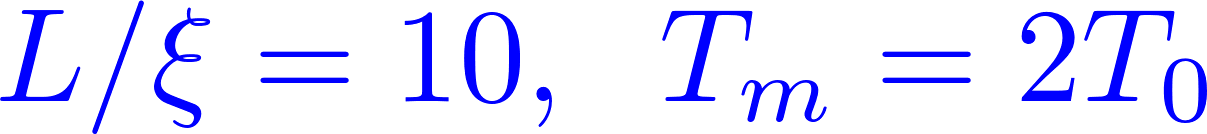 L/ξ = 10, T_m = 2T_0